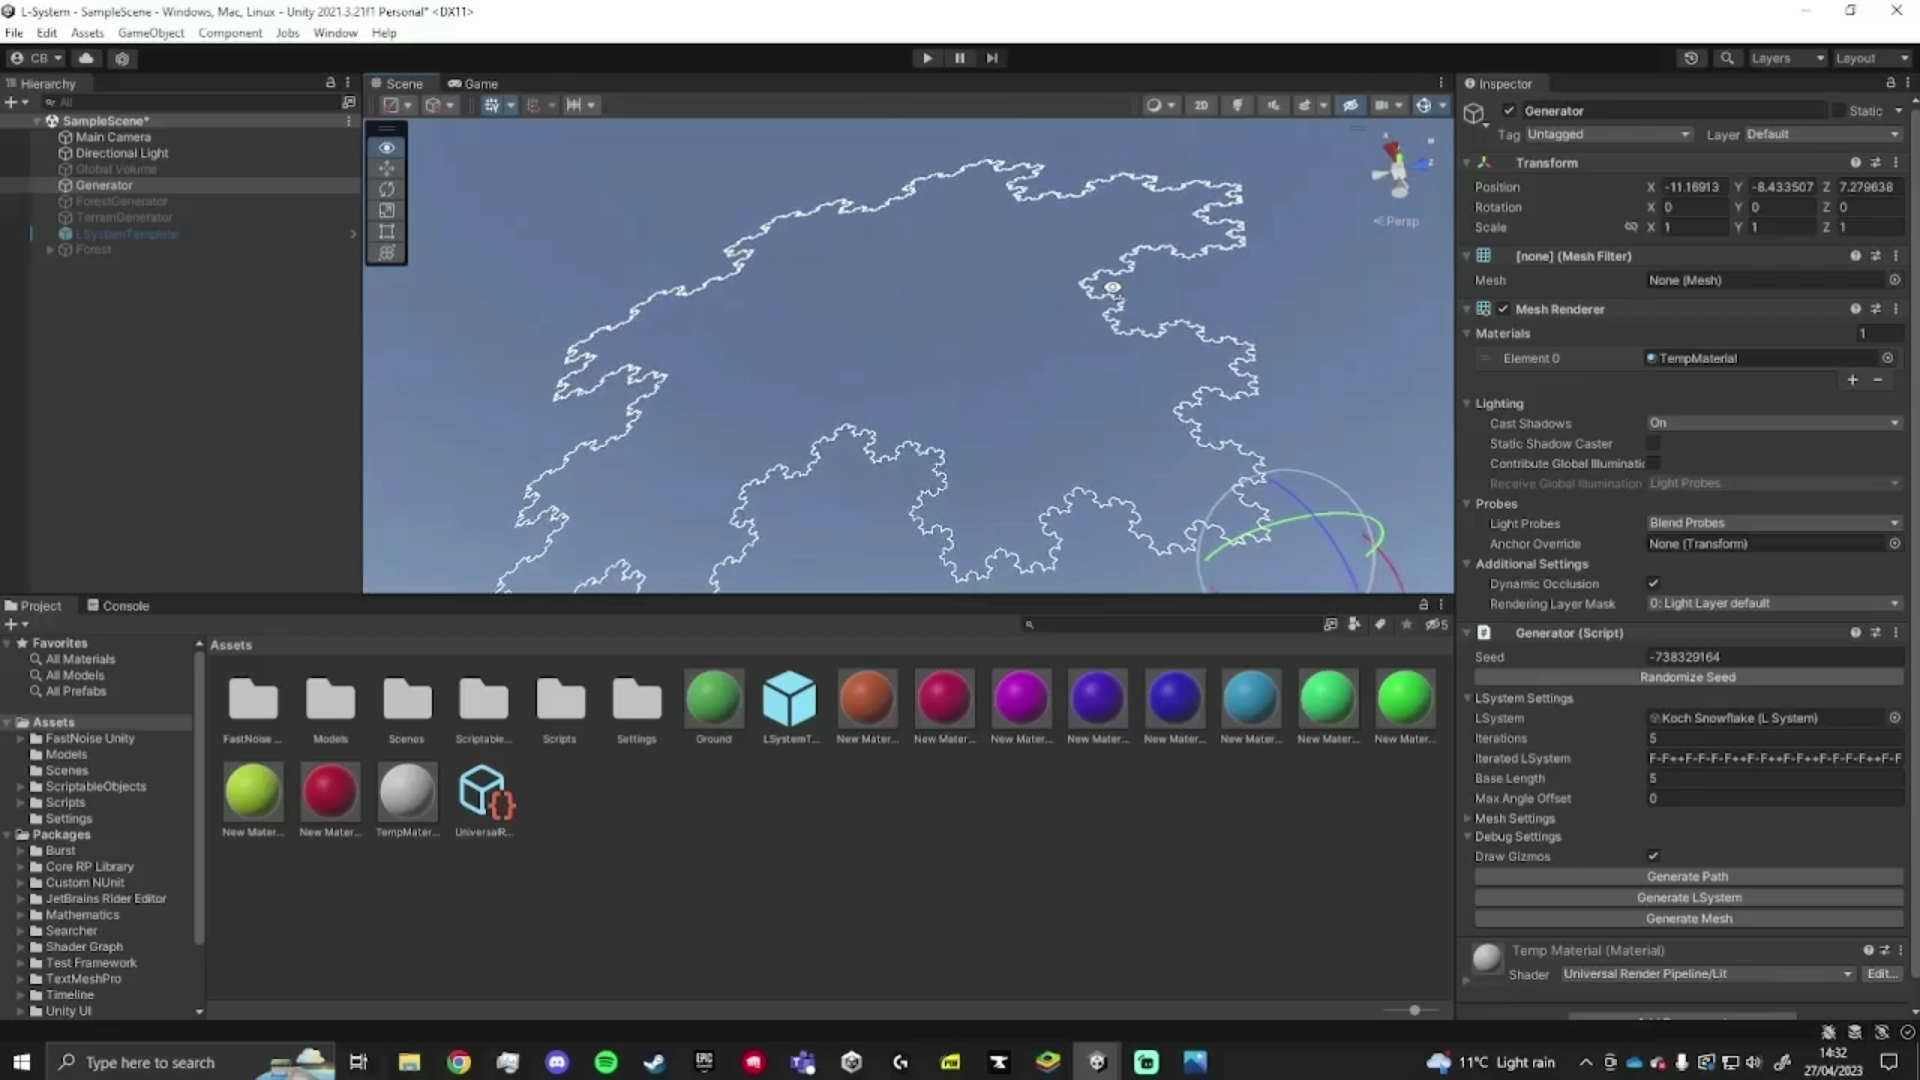 L-System - SampleScene - Windows, Mac, Linux - Unity 2021.3.21f1 Personal* <DX11>
File Edit Assets GameObject Component Jobs Window Help
CB
Layers
Layout
Hierarchy
All
SampleScene*
Main Camera
Directional Light
Global Volume
Generator
ForestGenerator
TerrainGenerator
LSystemTemplate
Forest
Scene
Game
2D
x
z
Persp
Inspector
Generator
Static
Tag Untagged
Layer Default
Transform
Position X -11.16913 Y -8.433507 Z 7.279638
Rotation X 0 Y 0 Z 0
Scale X 1 Y 1 Z 1
[none] (Mesh Filter)
Mesh None (Mesh)
Mesh Renderer
Materials 1
Element 0 TempMaterial
Lighting
Cast Shadows On
Static Shadow Caster
Contribute Global Illuminatic
Receive Global Illumination Light Probes
Probes
Light Probes Blend Probes
Anchor Override None (Transform)
Additional Settings
Dynamic Occlusion
Rendering Layer Mask 0: Light Layer default
Generator (Script)
Seed -738329164
Randomize Seed
LSystem Settings
LSystem Koch Snowflake (L System)
Iterations 5
Iterated LSystem F-F++F-F-F-F++F-F++F-F++F-F-F-F++F-F
Base Length 5
Max Angle Offset 0
Mesh Settings
Debug Settings
Draw Gizmos
Generate Path
Generate LSystem
Generate Mesh
Temp Material (Material)
Shader Universal Render Pipeline/Lit Edit...
Project
Console
5
Favorites
All Materials
All Models
All Prefabs
Assets
FastNoise Unity
Models
Scenes
ScriptableObjects
Scripts
Settings
Packages
Burst
Core RP Library
Custom NUnit
JetBrains Rider Editor
Mathematics
Searcher
Shader Graph
Test Framework
TextMeshPro
Timeline
Unity UI
Assets
FastNoise ... Models Scenes Scriptable... Scripts Settings Ground LSystemT... New Mater... New Mater... New Mater... New Mater... New Mater... New Mater... New Mater... New Mater...
New Mater... New Mater... TempMater... UniversalR...
Type here to search
EPIC
11°C Light rain
14:32
27/04/2023